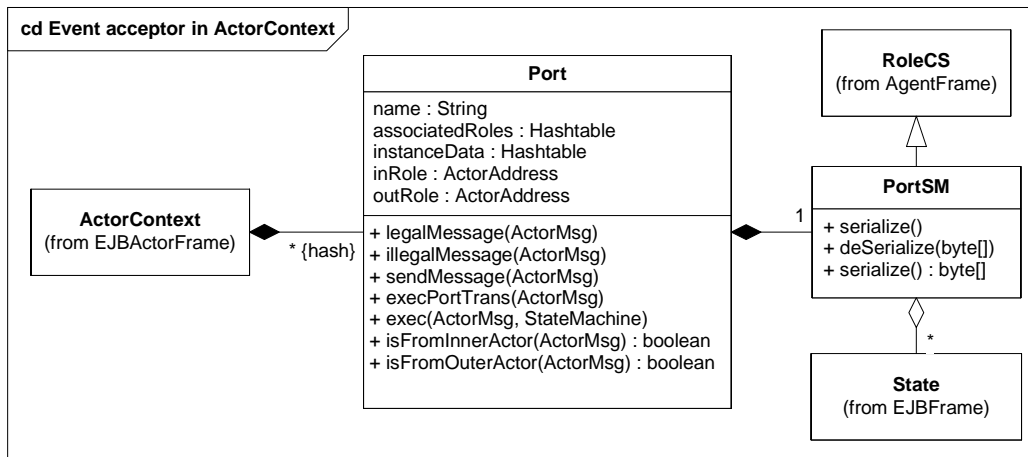 cd Event acceptor in ActorContext
ActorContext
(from EJBActorFrame)
* {hash}
Port
name : String
associatedRoles : Hashtable
instanceData : Hashtable
inRole : ActorAddress
outRole : ActorAddress
+ legalMessage(ActorMsg)
+ illegalMessage(ActorMsg)
+ sendMessage(ActorMsg)
+ execPortTrans(ActorMsg)
+ exec(ActorMsg, StateMachine)
+ isFromInnerActor(ActorMsg) : boolean
+ isFromOuterActor(ActorMsg) : boolean
1
RoleCS
(from AgentFrame)
PortSM
+ serialize()
+ deSerialize(byte[])
+ serialize() : byte[]
*
State
(from EJBFrame)